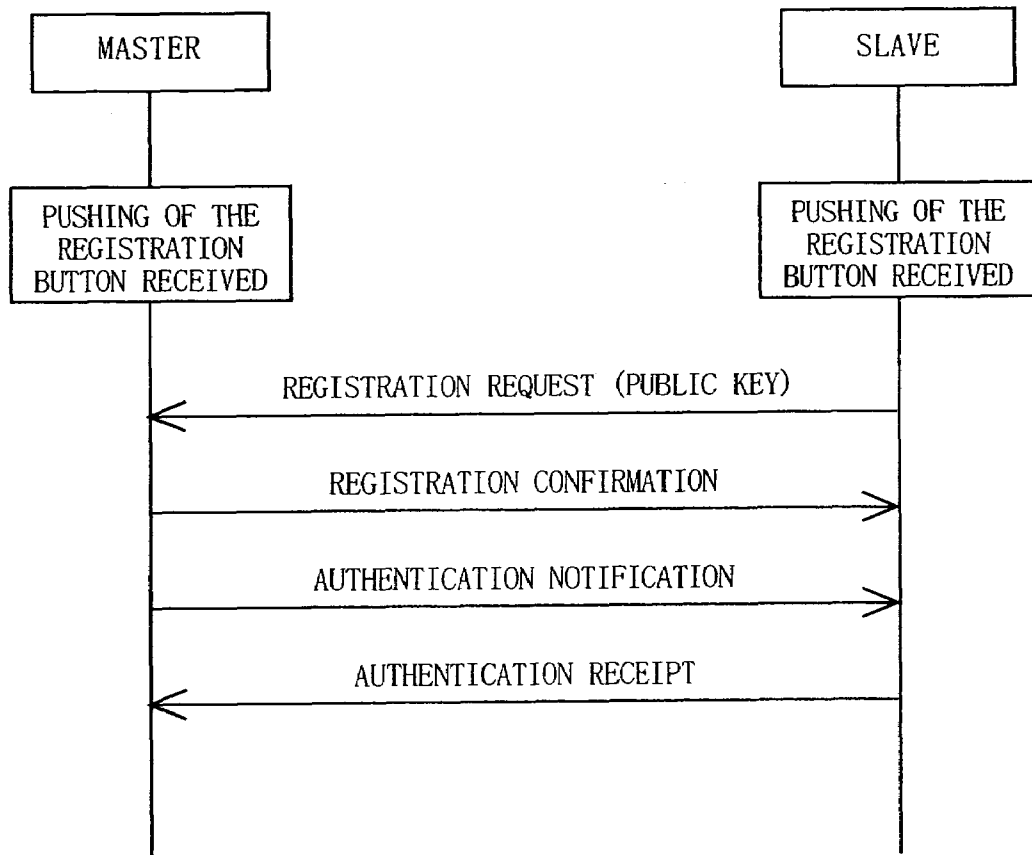 MASTER
SLAVE
PUSHING OF THE
REGISTRATION
BUTTON RECEIVED
PUSHING OF THE
REGISTRATION
BUTTON RECEIVED
REGISTRATION REQUEST (PUBLIC KEY)
REGISTRATION CONFIRMATION
AUTHENTICATION NOTIFICATION
AUTHENTICATION RECEIPT